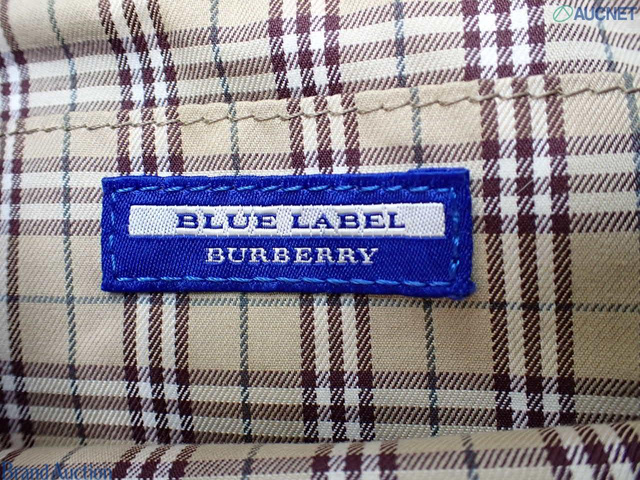 AUCNET
BLUE LABEL
BURBERRY
Brand Auction